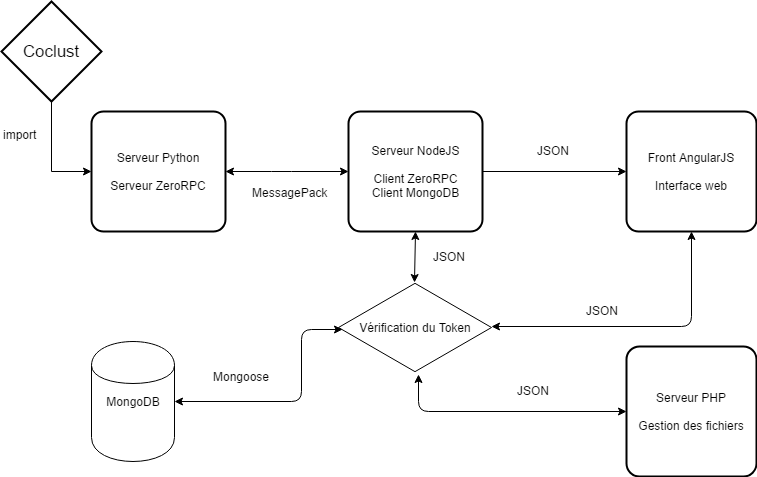 Coclust
import
Serveur Python
Serveur ZeroRPC
MessagePack
Serveur NodeJS
Client ZeroRPC
Client MongoDB
JSON
Front AngularJS
Interface web
JSON
JSON
Vérification du Token
Mongoose
MongoDB
JSON
Serveur PHP
Gestion des fichiers